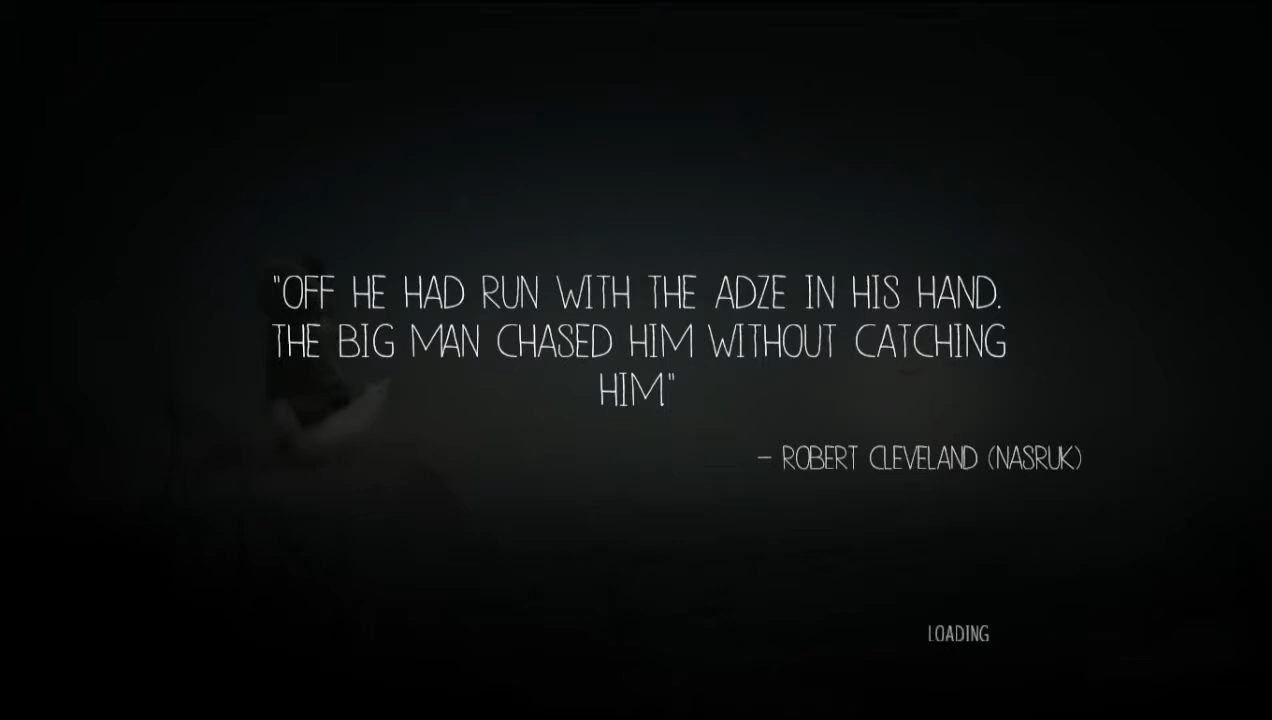 "OFF HE HAD RUN WITH THE ADZE IN HIS HAND.
THE BIG MAN CHASED HIM WITHOUT CATCHING
HIM."
– ROBERT CLEVELAND (NASRUK)
LOADING